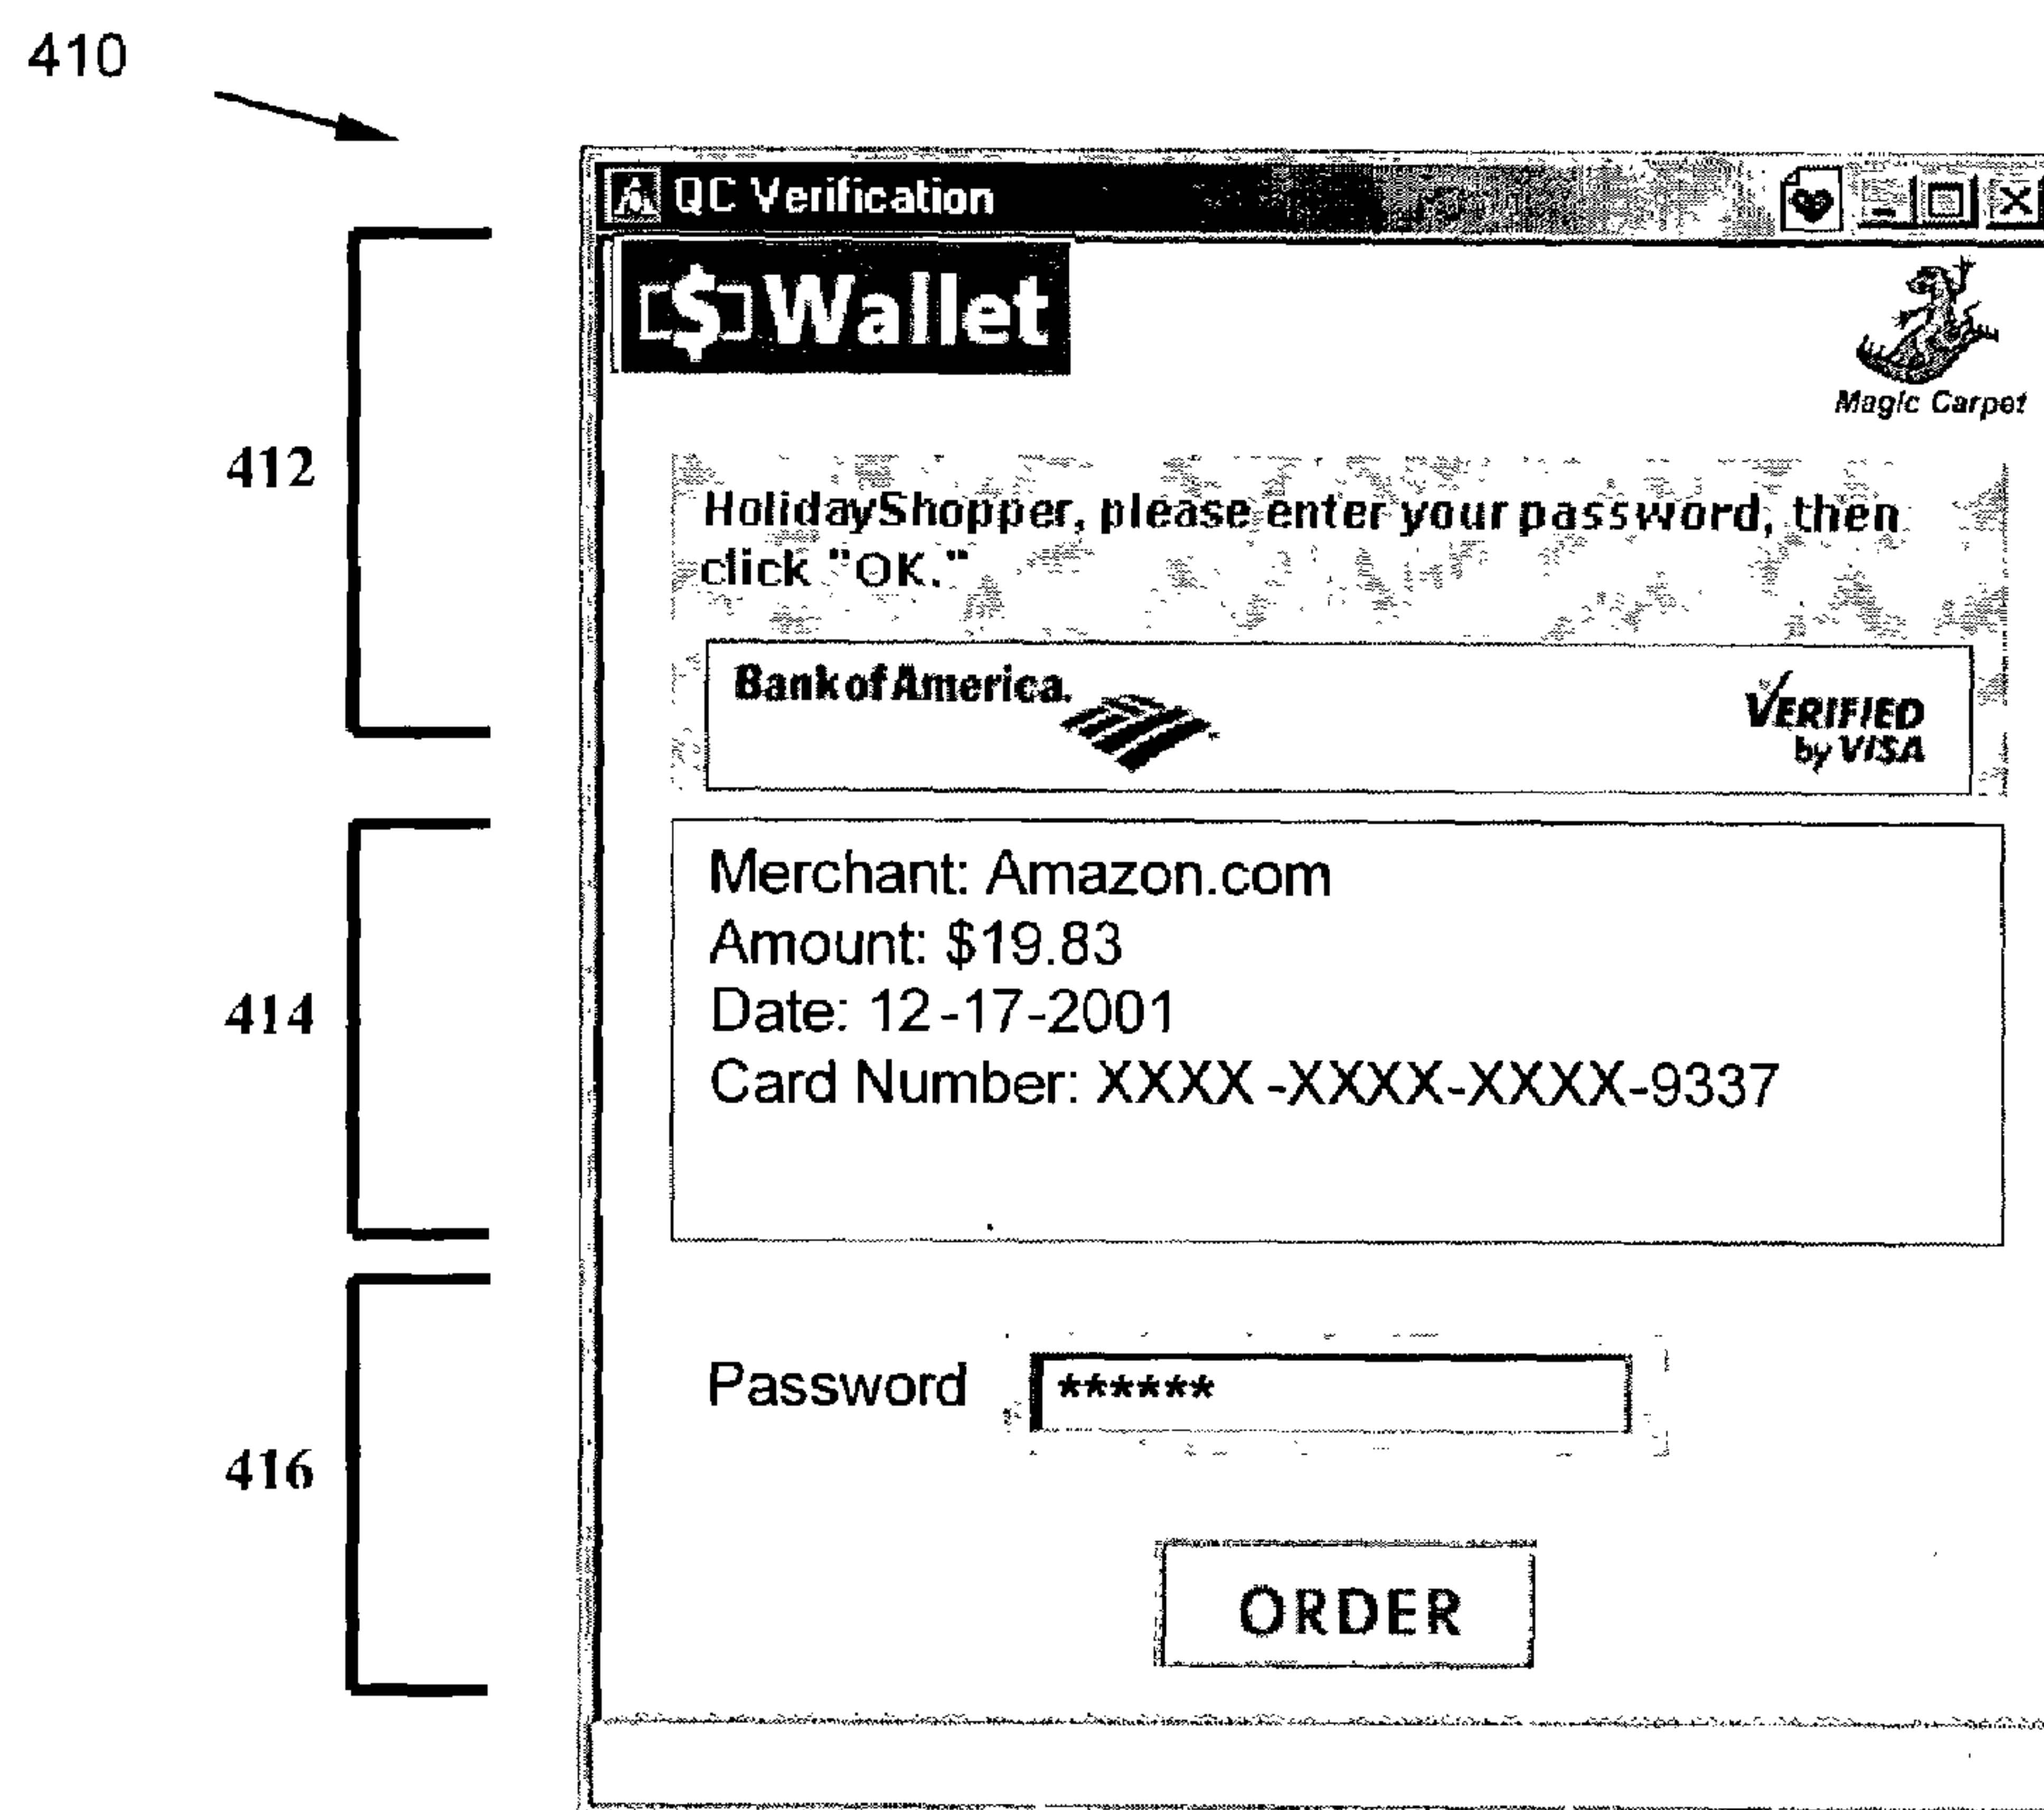 410
QC Verification
$ Wallet
Magic Carpet
412
HolidayShopper, please enter your password, then
click "OK."
Bank of America.
VERIFIED
by VISA
414
Merchant: Amazon.com
Amount: $19.83
Date: 12-17-2001
Card Number: XXXX-XXXX-XXXX-9337
416
Password ******
ORDER